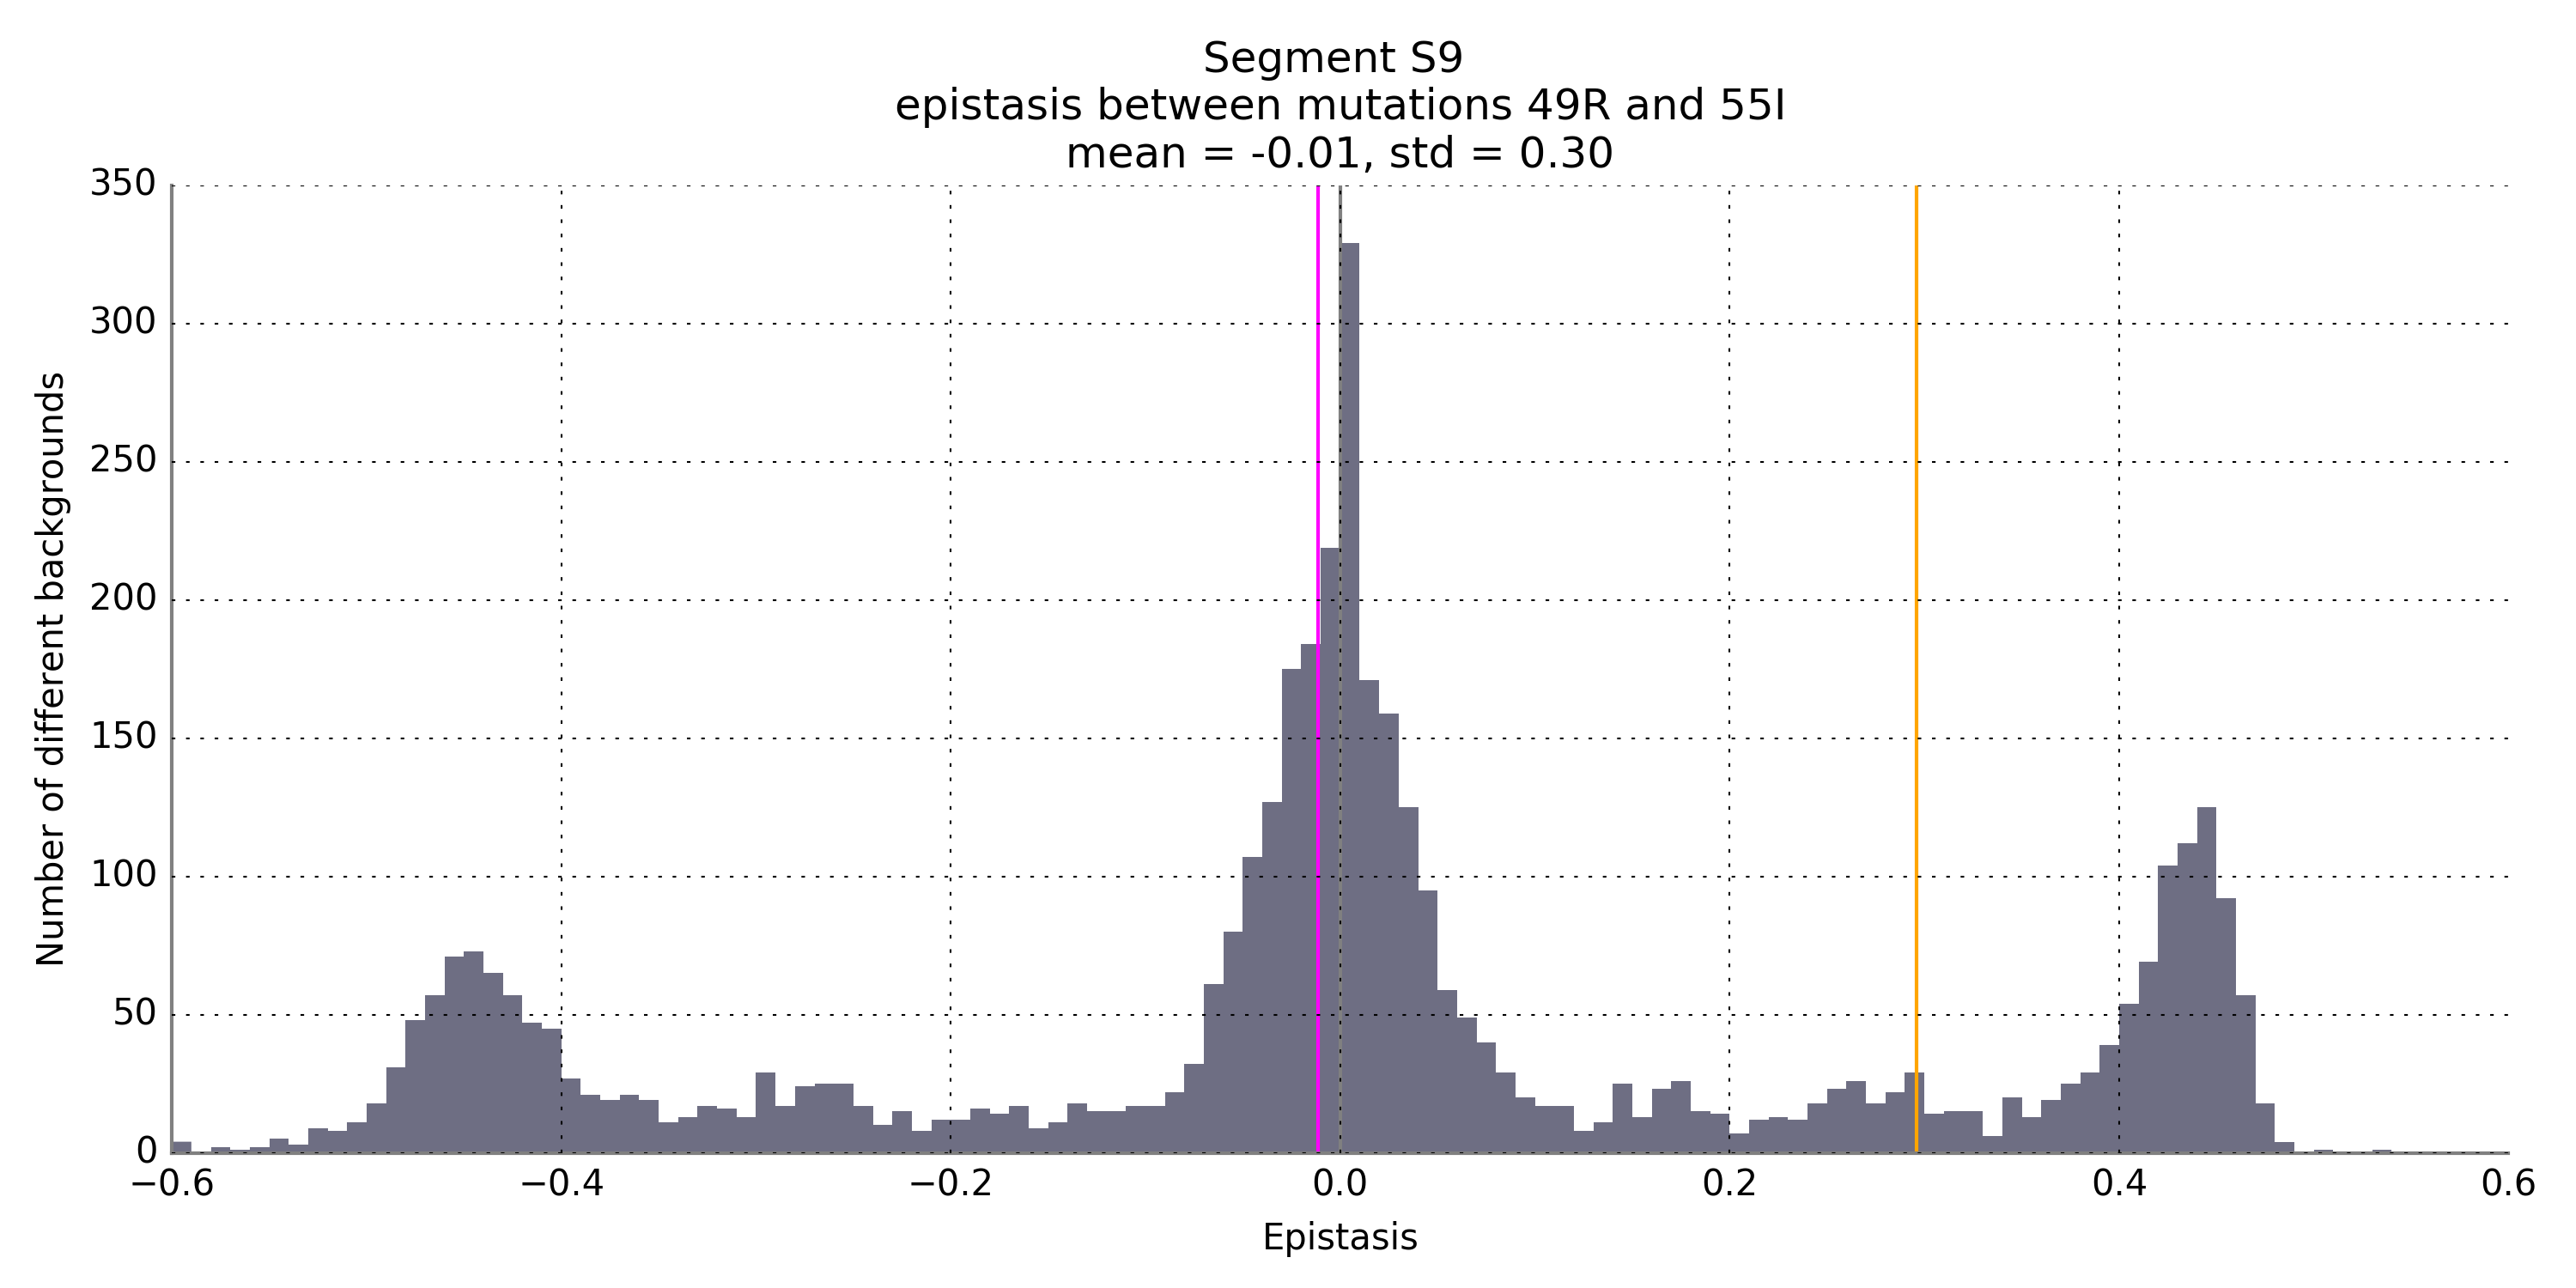 Segment S9
epistasis between mutations 49R and 55I
mean = -0.01, std = 0.30
350
300
250
200
150
100
50
0
Number of different backgrounds
−0.6 −0.4 −0.2 0.0 0.2 0.4 0.6
Epistasis